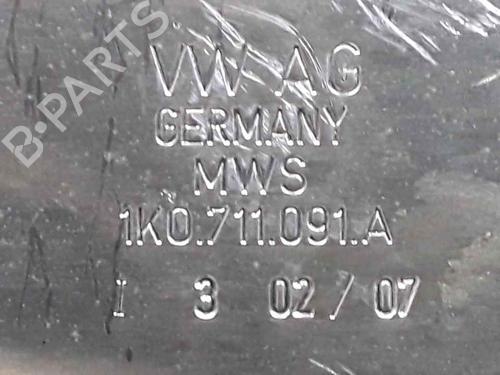 VW AG
GERMANY
MWS
1K0.711.091.A
I 3 02/07
B-PARTS